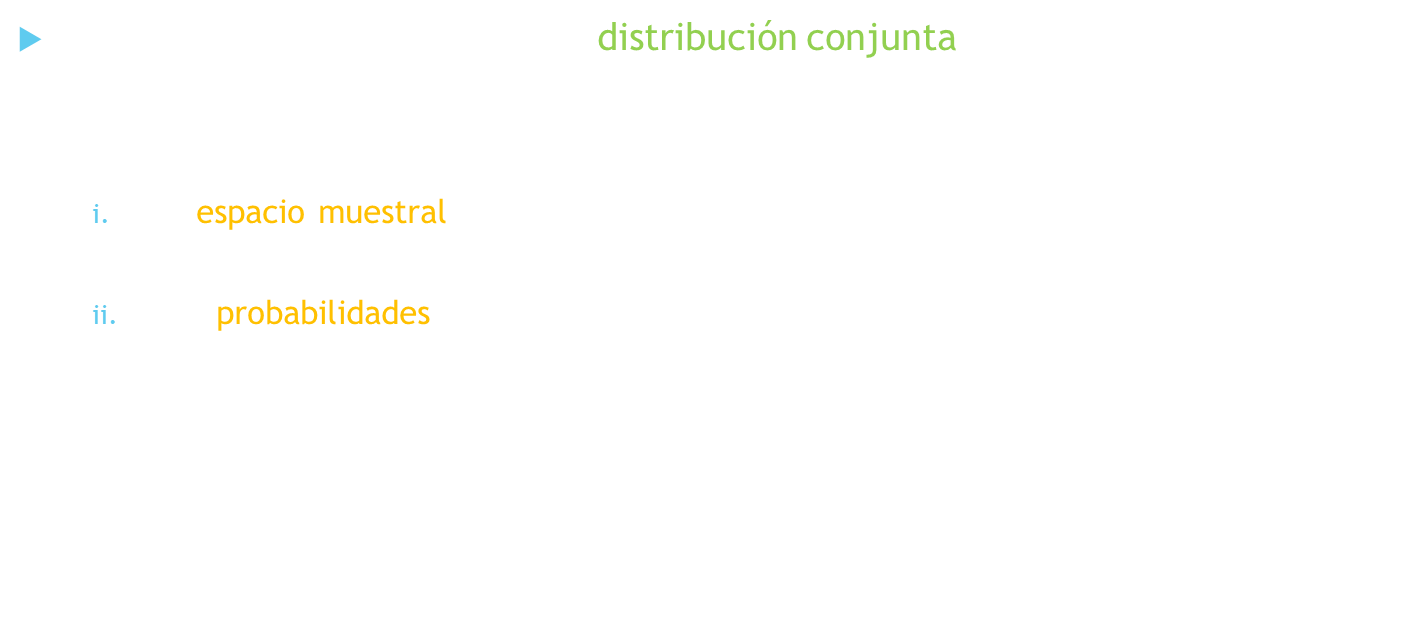 distribución conjunta
i. espacio muestral
ii. probabilidades